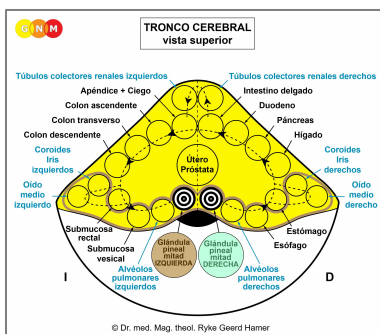 G N M
TRONCO CEREBRAL
vista superior
Túbulos colectores renales izquierdos
Túbulos colectores renales derechos
Apéndice + Ciego
Intestino delgado
Colon ascendente
Duodeno
Colon transverso
Páncreas
Colon descendente
Hígado
Coroides
Iris
izquierdos
Coroides
Iris
derechos
Útero
Próstata
Oído
medio
izquierdo
Oído
medio
derecho
Submucosa
rectal
Estómago
Submucosa
vesical
Esófago
Glándula
pineal
mitad
IZQUIERDA
Glándula
pineal
mitad
DERECHA
I
D
Alvéolos
pulmonares
izquierdos
Alvéolos
pulmonares
derechos
© Dr. med. Mag. theol. Ryke Geerd Hamer